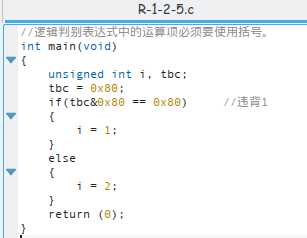 R-1-2-5.c
//逻辑判别表达式中的运算项必须要使用括号。
int main(void)
{
    unsigned int i, tbc;
    tbc = 0x80;
    if(tbc&0x80 == 0x80)     //违背1
    {
        i = 1;
    }
    else
    {
        i = 2;
    }
    return (0);
}